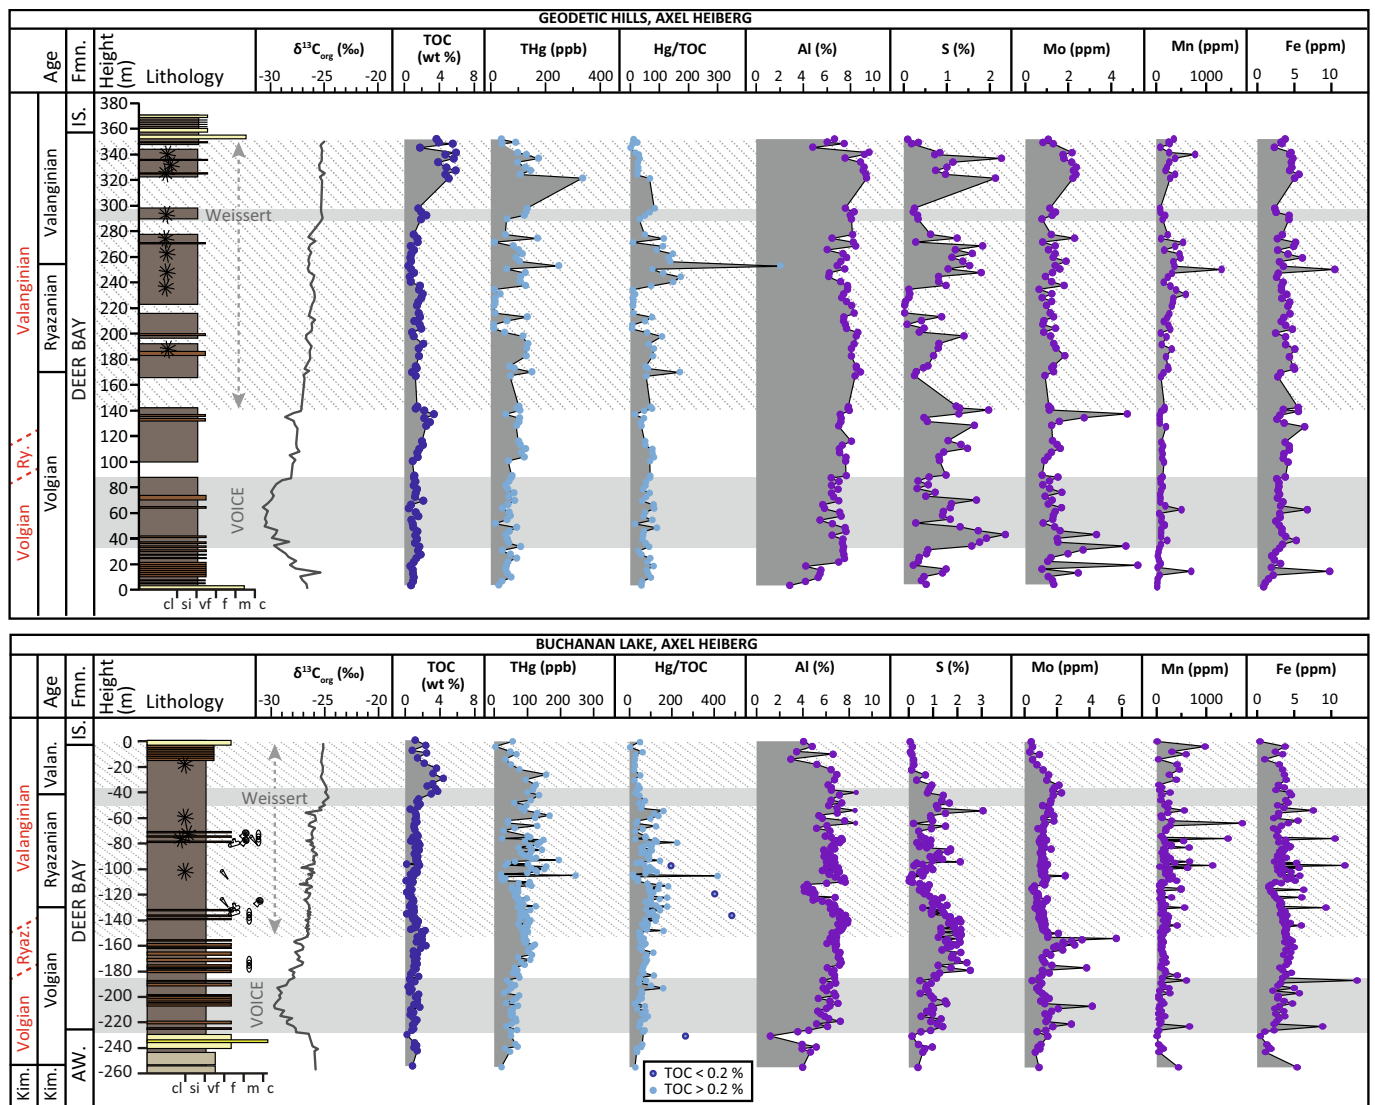 GEODETIC HILLS, AXEL HEIBERG
Age Fmn. Height (m) Lithology δ13Corg (‰) TOC (wt %) THg (ppb) Hg/TOC Al (%) S (%) Mo (ppm) Mn (ppm) Fe (ppm)
-30 -25 -20 0 4 8 0 200 400 0 100 200 300 0 2 4 6 8 10 0 1 2 0 2 4 0 1000 0 5 10
380
360
340
320
300
280
260
240
220
200
180
160
140
120
100
80
60
40
20
0
Valanginian
Ry.
Volgian
Valanginian
Ryazanian
Volgian
IS.
DEER BAY
Weissert
VOICE
cl si vf f m c
BUCHANAN LAKE, AXEL HEIBERG
Age Fmn. Height (m) Lithology δ13Corg (‰) TOC (wt %) THg (ppb) Hg/TOC Al (%) S (%) Mo (ppm) Mn (ppm) Fe (ppm)
-30 -25 -20 0 4 8 0 100 200 300 0 200 400 0 2 4 6 8 10 0 1 2 3 0 2 4 6 0 1000 0 5 10
0
-20
-40
-60
-80
-100
-120
-140
-160
-180
-200
-220
-240
-260
Valanginian
Ryaz.
Volgian
Kim.
Valan.
Ryazanian
Volgian
Kim.
IS.
DEER BAY
AW.
Weissert
VOICE
cl si vf f m c
TOC < 0.2 %
TOC > 0.2 %